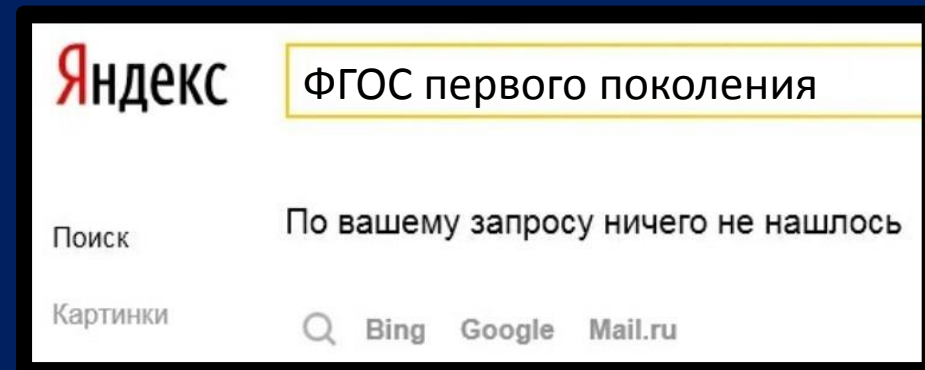 Яндекс ФГОС первого поколения
Поиск По вашему запросу ничего не нашлось
Картинки Bing Google Mail.ru